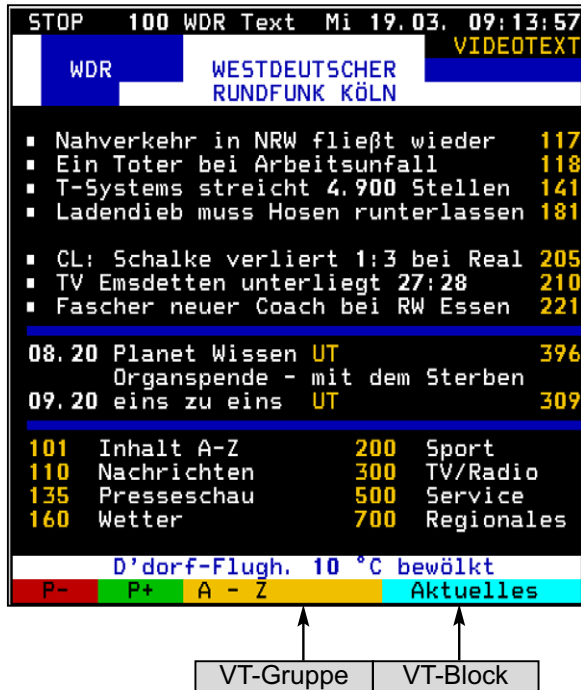 STOP 100 WDR Text Mi 19.03. 09:13:57
VIDEOTEXT
WDR WESTDEUTSCHER
RUNDFUNK KÖLN
▪ Nahverkehr in NRW fließt wieder 117
▪ Ein Toter bei Arbeitsunfall 118
▪ T-Systems streicht 4.900 Stellen 141
▪ Ladendieb muss Hosen runterlassen 181
▪ CL: Schalke verliert 1:3 bei Real 205
▪ TV Emsdetten unterliegt 27:28 210
▪ Fascher neuer Coach bei RW Essen 221
08.20 Planet Wissen UT 396
Organspende - mit dem Sterben
09.20 eins zu eins UT 309
101 Inhalt A-Z 200 Sport
110 Nachrichten 300 TV/Radio
135 Presseschau 500 Service
160 Wetter 700 Regionales
D'dorf-Flugh. 10 °C bewölkt
P- P+ A - Z Aktuelles
VT-Gruppe VT-Block